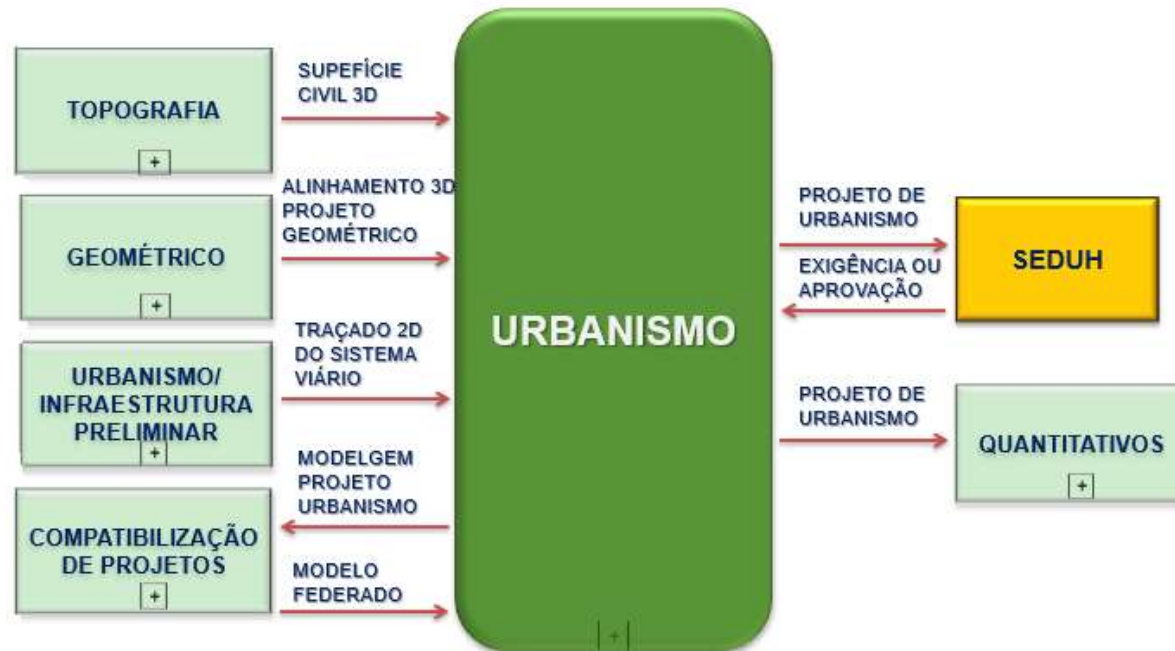 TOPOGRAFIA
+
SUPEFÍCIE
CIVIL 3D
GEOMÉTRICO
+
ALINHAMENTO 3D
PROJETO
GEOMÉTRICO
URBANISMO/
INFRAESTRUTURA
PRELIMINAR
+
TRAÇADO 2D
DO SISTEMA
VIÁRIO
COMPATIBILIZAÇÃO
DE PROJETOS
+
MODELGEM
PROJETO
URBANISMO
MODELO
FEDERADO
URBANISMO
+
PROJETO DE
URBANISMO
EXIGÊNCIA OU
APROVAÇÃO
SEDUH
PROJETO DE
URBANISMO
QUANTITATIVOS
+